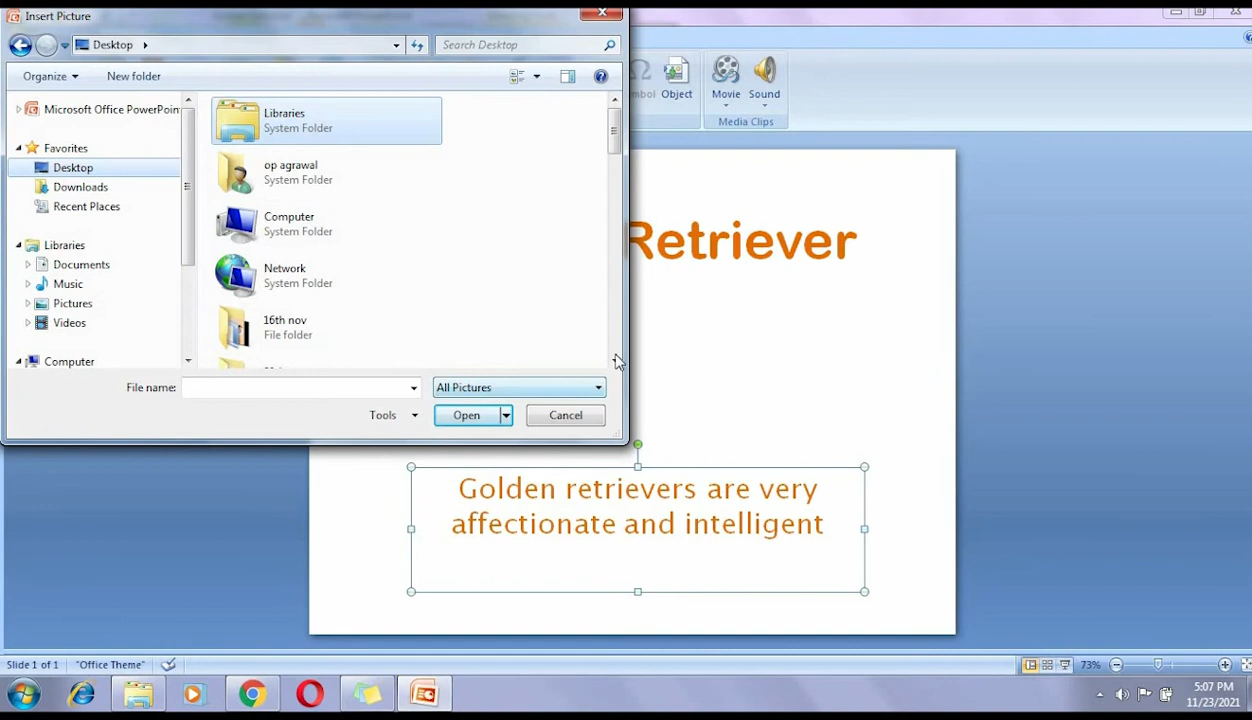 Insert Picture
Desktop
Search Desktop
Organize
New folder
Object
Movie
Sound
Media Clips
Microsoft Office PowerPoin
Favorites
Desktop
Downloads
Recent Places
Libraries
Documents
Music
Pictures
Videos
Computer
Libraries
System Folder
op agrawal
System Folder
Computer
System Folder
Network
System Folder
16th nov
File folder
File name:
All Pictures
Tools
Open
Cancel
Retriever
Golden retrievers are very
affectionate and intelligent
Slide 1 of 1
"Office Theme"
73%
5:07 PM
11/23/2021